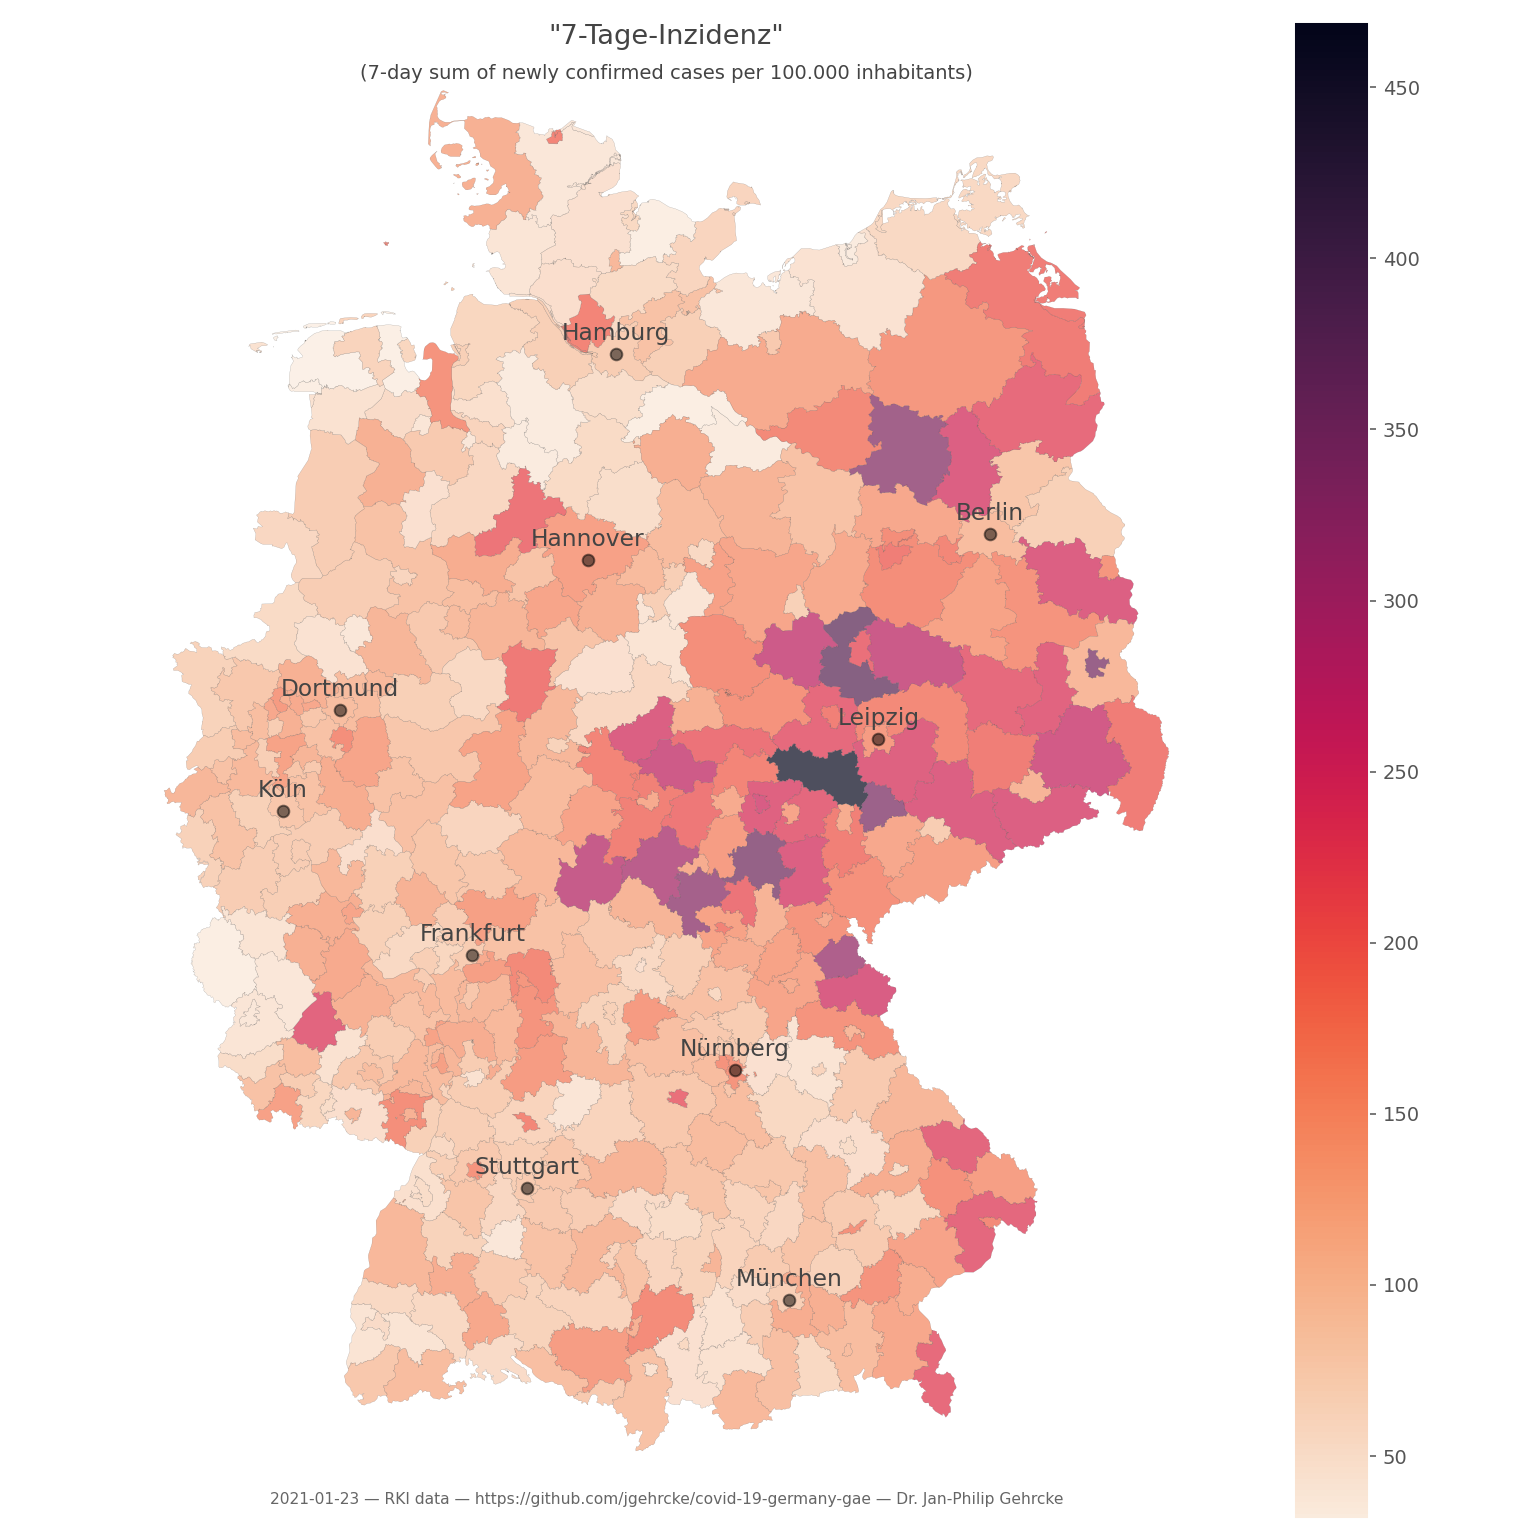 "7-Tage-Inzidenz"
(7-day sum of newly confirmed cases per 100.000 inhabitants)
450
400
350
300
250
200
150
100
50
Hamburg
Berlin
Hannover
Dortmund
Leipzig
Köln
Frankfurt
Nürnberg
Stuttgart
München
2021-01-23 — RKI data — https://github.com/jgehrcke/covid-19-germany-gae — Dr. Jan-Philip Gehrcke